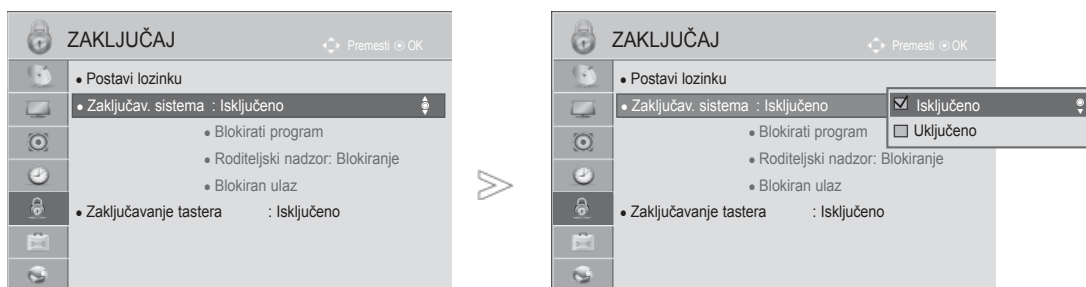 ZAKLJUČAJ
Premesti OK
• Postavi lozinku
• Zaključav. sistema : Isključeno
• Blokirati program
• Roditeljski nadzor: Blokiranje
• Blokiran ulaz
• Zaključavanje tastera : Isključeno
ZAKLJUČAJ
Premesti OK
• Postavi lozinku
• Zaključav. sistema : Isključeno
Isključeno
Uključeno
• Blokirati program
• Roditeljski nadzor: Blokiranje
• Blokiran ulaz
• Zaključavanje tastera : Isključeno